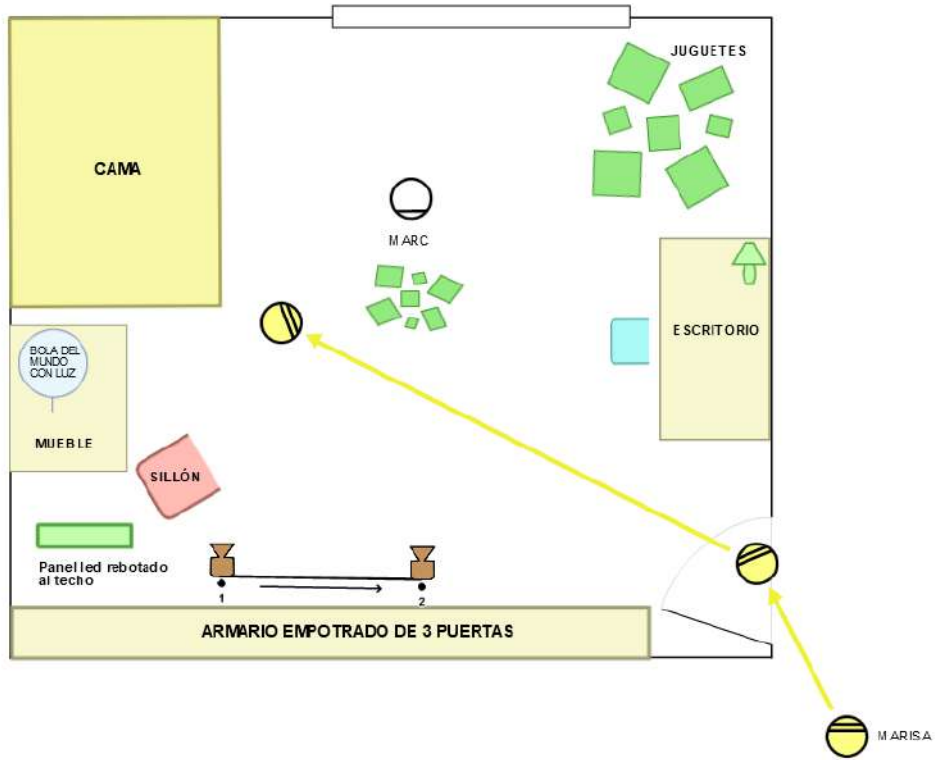 JUGUETES
CAMA
MARC
ESCRITORIO
BOLA DEL
MUNDO
CON LUZ
MUEBLE
SILLÓN
Panel led rebotado
al techo
1
2
ARMARIO EMPOTRADO DE 3 PUERTAS
MARISA